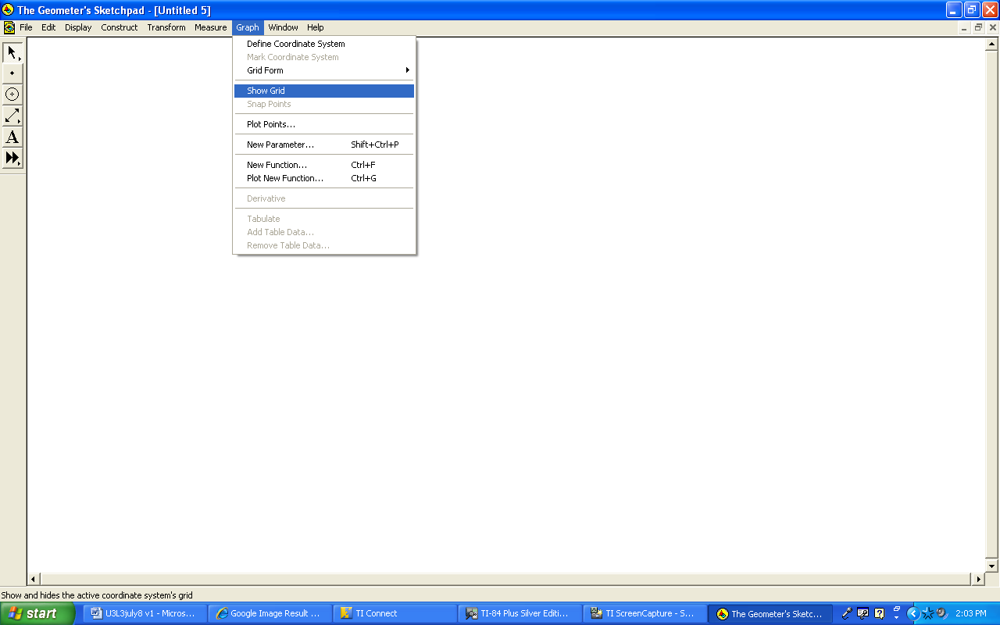 The Geometer's Sketchpad - [Untitled 5]
File Edit Display Construct Transform Measure Graph Window Help
Define Coordinate System
Mark Coordinate System
Grid Form
Show Grid
Snap Points
Plot Points...
New Parameter... Shift+Ctrl+P
New Function... Ctrl+F
Plot New Function... Ctrl+G
Derivative
Tabulate
Add Table Data...
Remove Table Data...
A
Show and hides the active coordinate system's grid
start U3L3july8 v1 - Micros... Google Image Result ... TI Connect TI-84 Plus Silver Editi... TI ScreenCapture - S... The Geometer's Sketc... 2:03 PM